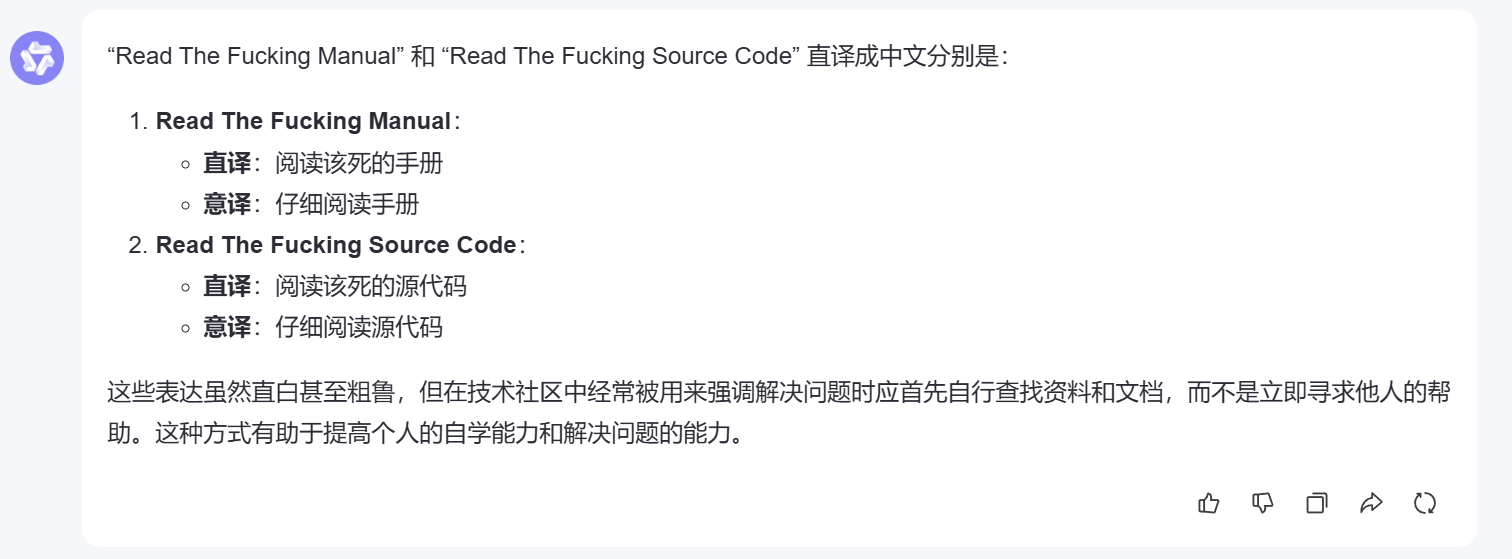 “Read The Fucking Manual” 和 “Read The Fucking Source Code” 直译成中文分别是：
1. Read The Fucking Manual：
直译：阅读该死的手册
意译：仔细阅读手册
2. Read The Fucking Source Code：
直译：阅读该死的源代码
意译：仔细阅读源代码
这些表达虽然直白甚至粗鲁，但在技术社区中经常被用来强调解决问题时应首先自行查找资料和文档，而不是立即寻求他人的帮
助。这种方式有助于提高个人的自学能力和解决问题的能力。